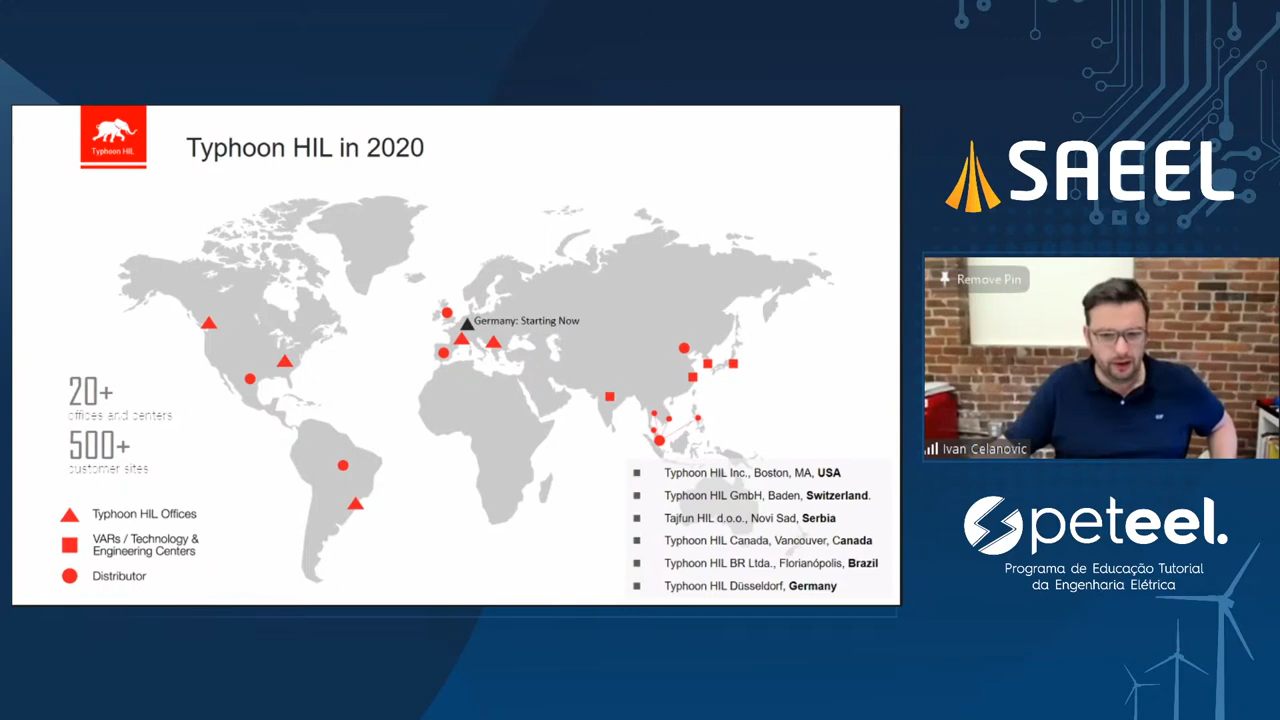 Typhoon HIL
Typhoon HIL in 2020
Germany: Starting Now
20+
offices and centers
500+
customer sites
Typhoon HIL Offices
VARs / Technology &
Engineering Centers
Distributor
Typhoon HIL Inc., Boston, MA, USA
Typhoon HIL GmbH, Baden, Switzerland.
Tajfun HIL d.o.o., Novi Sad, Serbia
Typhoon HIL Canada, Vancouver, Canada
Typhoon HIL BR Ltda., Florianópolis, Brazil
Typhoon HIL Düsseldorf, Germany
SAEEL
Remove Pin
Ivan Celanovic
peteel.
Programa de Educação Tutorial
da Engenharia Elétrica